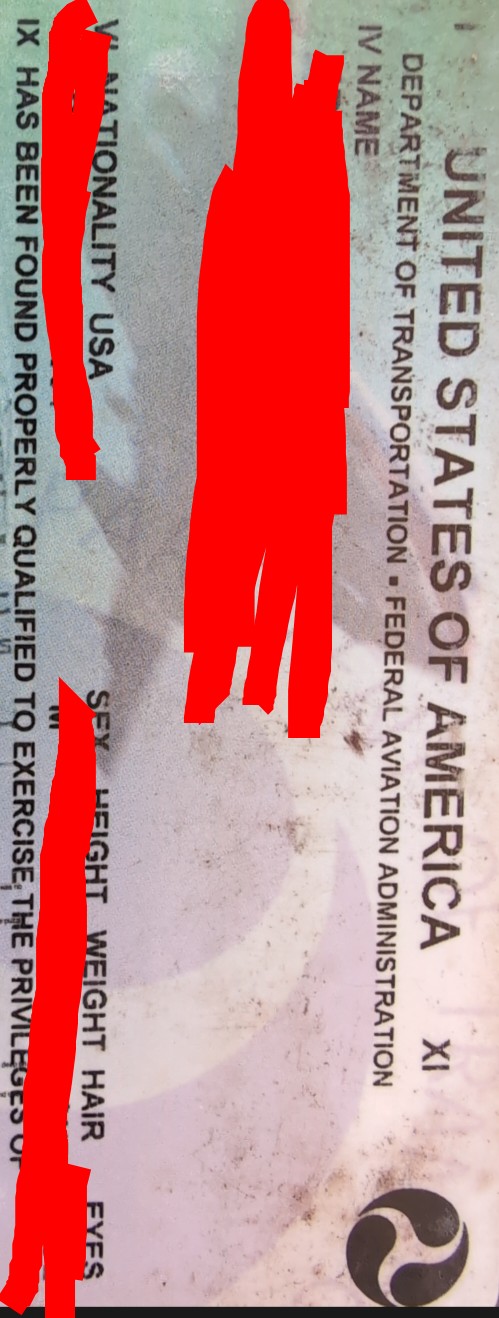 I
UNITED STATES OF AMERICA XI
DEPARTMENT OF TRANSPORTATION ▪ FEDERAL AVIATION ADMINISTRATION
IV NAME
VI NATIONALITY USA SEX HEIGHT WEIGHT HAIR EYES
M
IX HAS BEEN FOUND PROPERLY QUALIFIED TO EXERCISE THE PRIVILEGES OF